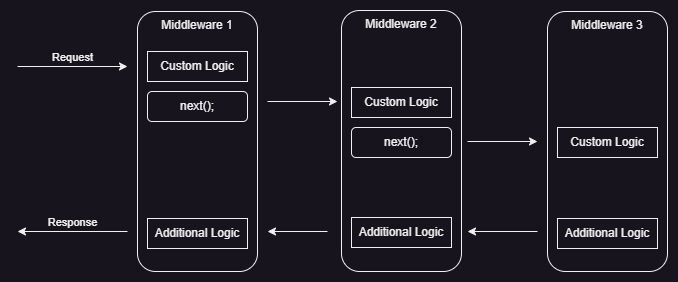 Middleware 1
Middleware 2
Middleware 3
Request
Custom Logic
next();
Custom Logic
next();
Custom Logic
Response
Additional Logic
Additional Logic
Additional Logic